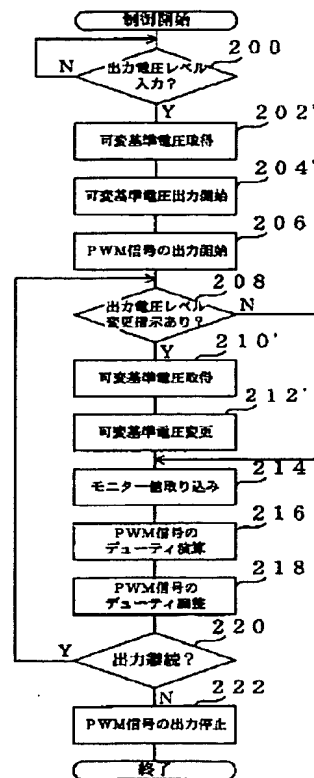 制御開始
200
出力電圧レベル
入力?
N
Y
202'
可変基準電圧取得
204'
可変基準電圧出力開始
206
PWM信号の出力開始
208
出力電圧レベル
変更指示あり?
N
Y
210'
可変基準電圧取得
212'
可変基準電圧変更
214
モニター値取り込み
216
PWM信号の
デューティ演算
218
PWM信号の
デューティ調整
220
Y
出力継続?
N
222
PWM信号の出力停止
終了